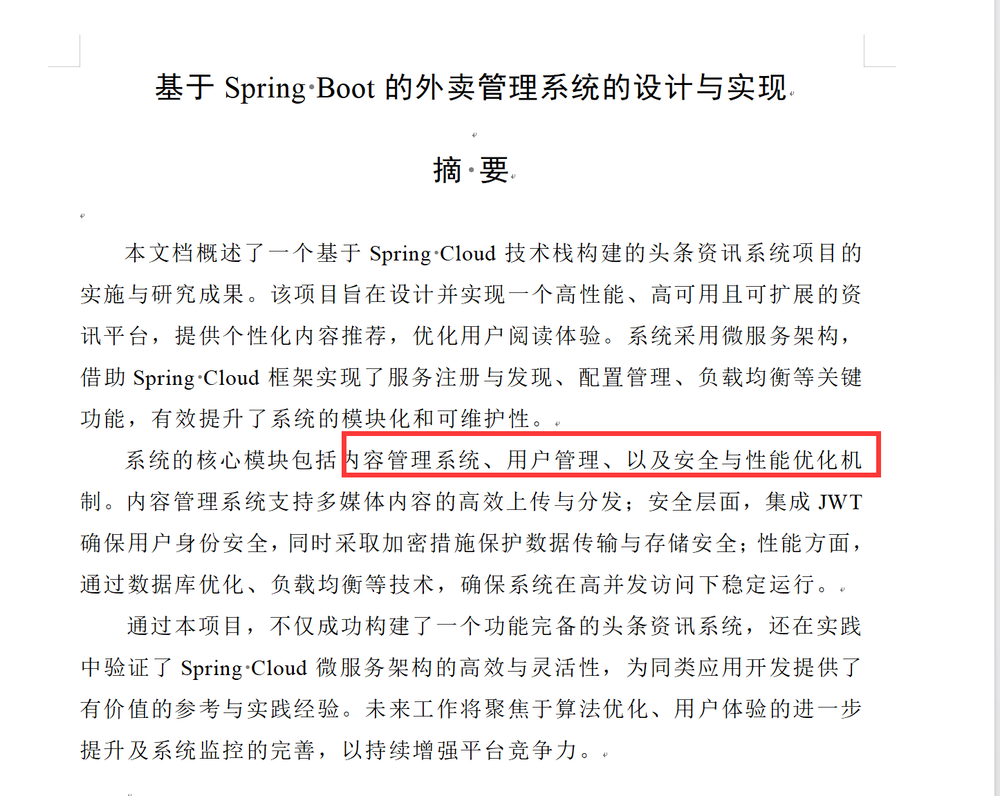 基于 Spring Boot 的外卖管理系统的设计与实现
摘 要
本文档概述了一个基于 Spring Cloud 技术栈构建的头条资讯系统项目的
实施与研究成果。该项目旨在设计并实现一个高性能、高可用且可扩展的资
讯平台，提供个性化内容推荐，优化用户阅读体验。系统采用微服务架构，
借助 Spring Cloud 框架实现了服务注册与发现、配置管理、负载均衡等关键
功能，有效提升了系统的模块化和可维护性。
系统的核心模块包括内容管理系统、用户管理、以及安全与性能优化机
制。内容管理系统支持多媒体内容的高效上传与分发；安全层面，集成 JWT
确保用户身份安全，同时采取加密措施保护数据传输与存储安全；性能方面，
通过数据库优化、负载均衡等技术，确保系统在高并发访问下稳定运行。
通过本项目，不仅成功构建了一个功能完备的头条资讯系统，还在实践
中验证了 Spring Cloud 微服务架构的高效与灵活性，为同类应用开发提供了
有价值的参考与实践经验。未来工作将聚焦于算法优化、用户体验的进一步
提升及系统监控的完善，以持续增强平台竞争力。